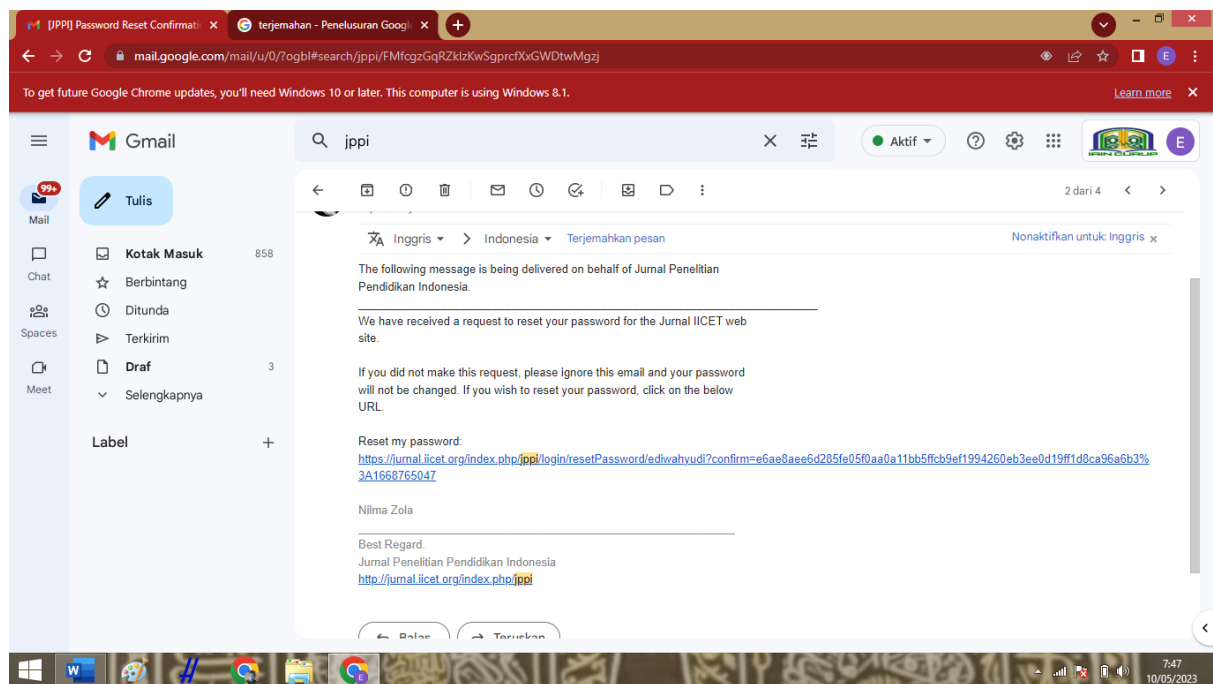 [JPPI] Password Reset Confirmatic
terjemahan - Penelusuran Google
mail.google.com/mail/u/0/?ogbl#search/jppi/FMfcgzGqRZklzKwSgprcfXxGWDtwMgzj
E
To get future Google Chrome updates, you'll need Windows 10 or later. This computer is using Windows 8.1.
Learn more
Gmail
jppi
Aktif
IAIN CURUP
E
99+
Mail
Tulis
2 dari 4
Inggris
Indonesia
Terjemahkan pesan
Nonaktifkan untuk: Inggris
Kotak Masuk 858
Chat
Berbintang
Ditunda
Spaces
Terkirim
Draf 3
Meet
Selengkapnya
Label
The following message is being delivered on behalf of Jurnal Penelitian
Pendidikan Indonesia.
We have received a request to reset your password for the Jurnal IICET web
site.
If you did not make this request, please ignore this email and your password
will not be changed. If you wish to reset your password, click on the below
URL.
Reset my password:
https://jurnal.iicet.org/index.php/jppi/login/resetPassword/ediwahyudi?confirm=e6ae8aee6d285fe05f0aa0a11bb5ffcb9ef1994260eb3ee0d19ff1d8ca96a6b3%
3A1668765047
Nilma Zola
Best Regard.
Jurnal Penelitian Pendidikan Indonesia
http://jurnal.iicet.org/index.php/jppi
Balas
Teruskan
7:47
10/05/2023